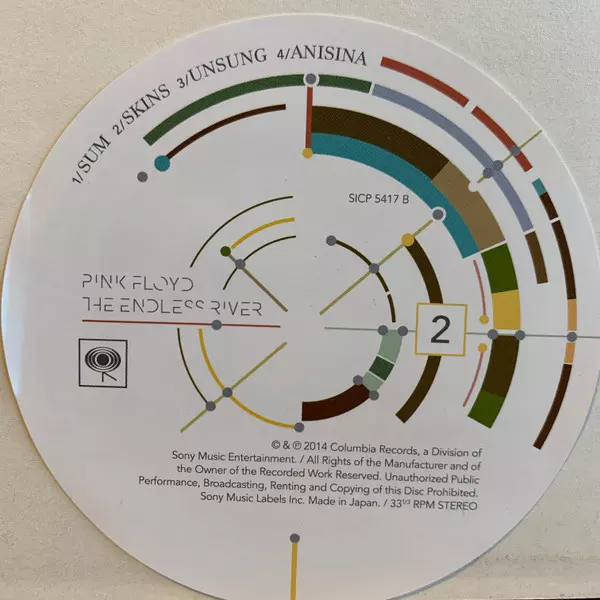 1/SUM 2/SKINS 3/UNSUNG 4/ANISINA
SICP 5417 B
PINK FLOYD
THE ENDLESS RIVER
2
© & ℗ 2014 Columbia Records, a Division of
Sony Music Entertainment. / All Rights of the Manufacturer and of
the Owner of the Recorded Work Reserved. Unauthorized Public
Performance, Broadcasting, Renting and Copying of this Disc Prohibited.
Sony Music Labels Inc. Made in Japan. / 33¹/³ RPM STEREO